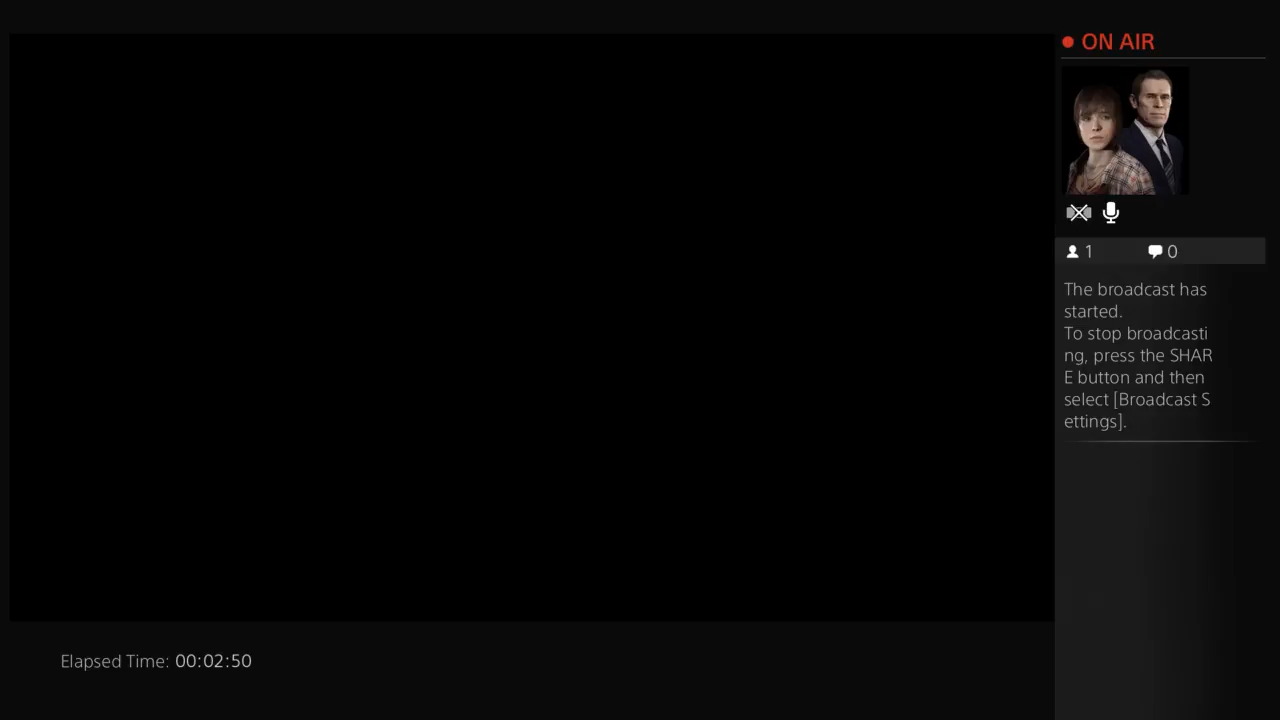 ON AIR
1 0
The broadcast has
started.
To stop broadcasti
ng, press the SHAR
E button and then
select [Broadcast S
ettings].
Elapsed Time: 00:02:50